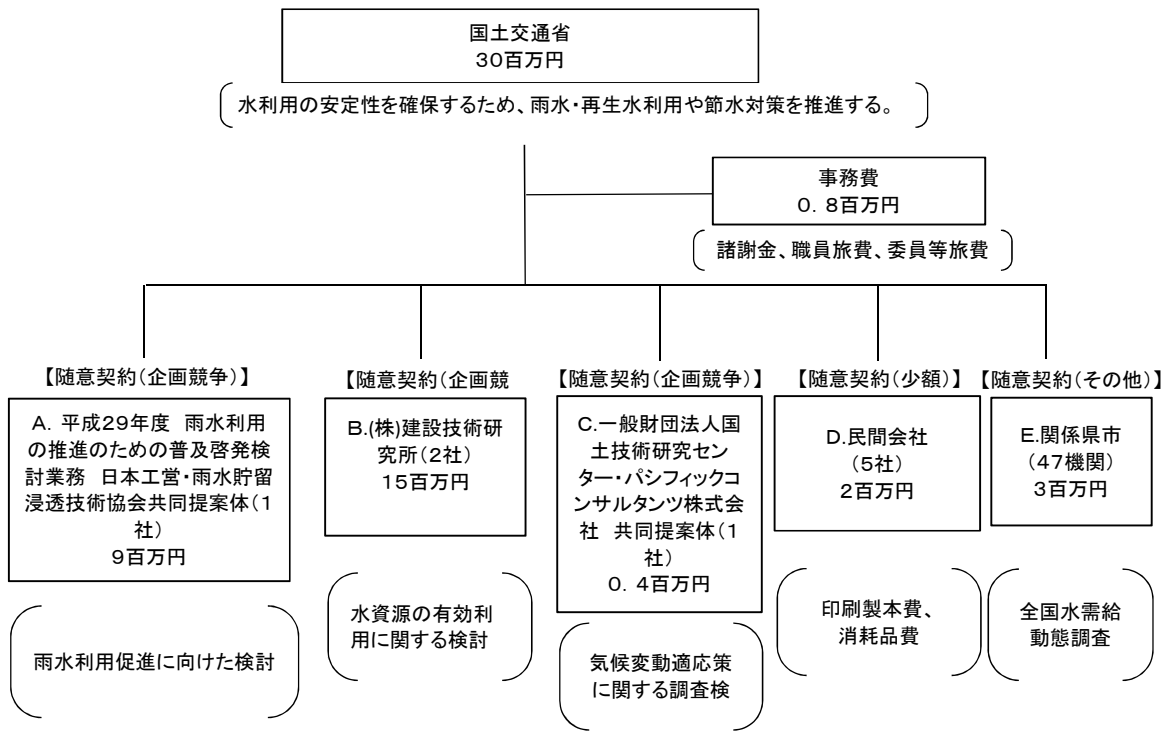 国土交通省
30百万円
水利用の安定性を確保するため、雨水・再生水利用や節水対策を推進する。
事務費
0．8百万円
諸謝金、職員旅費、委員等旅費
【随意契約(企画競争)】
A．平成29年度　雨水利用
の推進のための普及啓発検
討業務　日本工営・雨水貯留
浸透技術協会共同提案体(1
社)
9百万円
雨水利用促進に向けた検討
【随意契約(企画競
B.(株)建設技術研
究所(2社)
15百万円
水資源の有効利
用に関する検討
【随意契約(企画競争)】
C.一般財団法人国
土技術研究セン
ター・パシフィックコ
ンサルタンツ株式会
社　共同提案体(1
社)
0．4百万円
気候変動適応策
に関する調査検
【随意契約(少額)】
D.民間会社
(5社)
2百万円
印刷製本費、
消耗品費
【随意契約(その他)】
E.関係県市
(47機関)
3百万円
全国水需給
動態調査